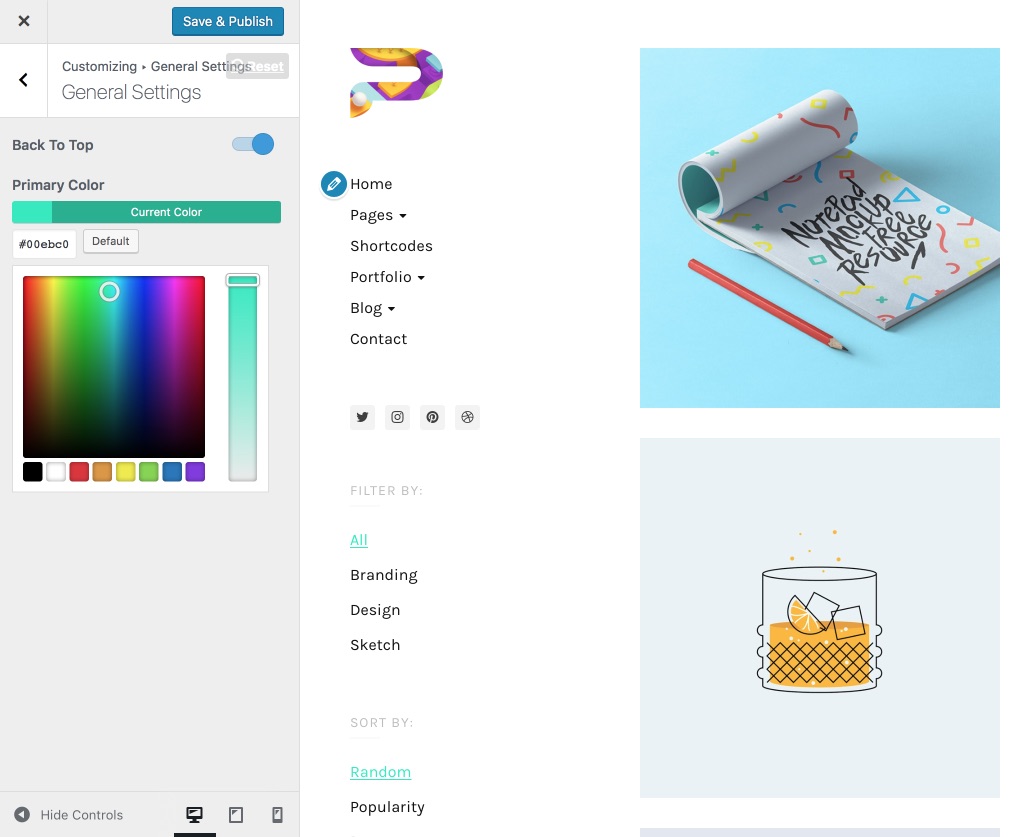 Save & Publish
Customizing ▸ General Settings
Reset
General Settings
Back To Top
Primary Color
Current Color
#00ebc0
Default
Hide Controls
Home
Pages
Shortcodes
Portfolio
Blog
Contact
FILTER BY:
All
Branding
Design
Sketch
SORT BY:
Random
Popularity
NOTEPAD
MOCKUP
FREE
RESOURCE